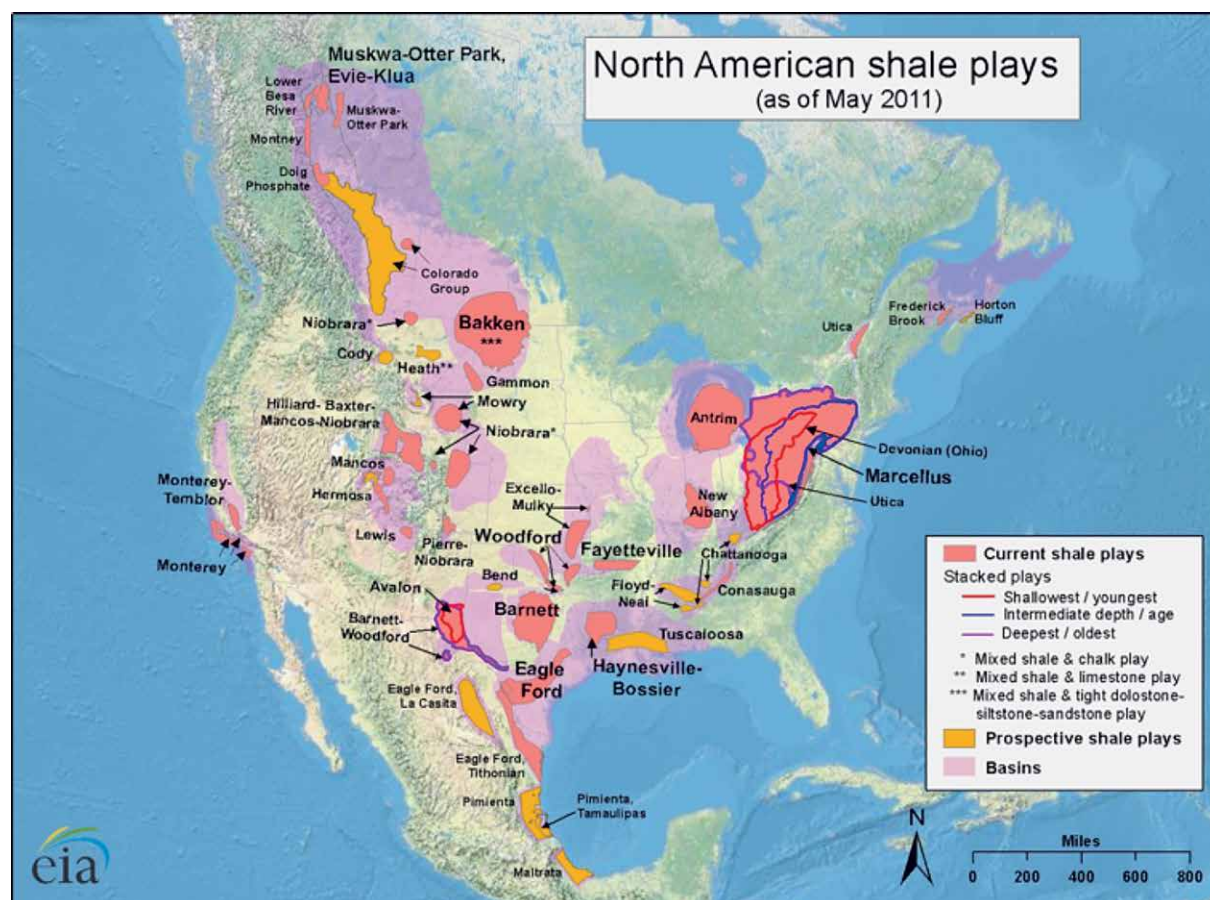 North American shale plays
(as of May 2011)
Muskwa-Otter Park,
Evie-Klua
Lower
Besa
River
Muskwa-
Otter Park
Montney
Doig
Phosphate
Colorado
Group
Niobrara*
Bakken
***
Cody
Heath**
Gammon
Mowry
Hilliard- Baxter-
Mancos-Niobrara
Niobrara*
Antrim
Utica
Frederick
Brook
Horton
Bluff
Devonian (Ohio)
Marcellus
Utica
Mancos
Hermosa
Monterey-
Temblor
Monterey
Lewis
Pierre-
Niobrara
Excello-
Mulky
Woodford
Fayetteville
New
Albany
Chattanooga
Conasauga
Floyd-
Neal
Bend
Avalon
Barnett
Barnett-
Woodford
Tuscaloosa
Haynesville-
Bossier
Eagle
Ford
Eagle Ford,
La Casita
Eagle Ford,
Tithonian
Pimienta
Pimienta,
Tamaulipas
Maltrata
Current shale plays
Stacked plays
Shallowest / youngest
Intermediate depth / age
Deepest / oldest
* Mixed shale & chalk play
** Mixed shale & limestone play
*** Mixed shale & tight dolostone-
siltstone-sandstone play
Prospective shale plays
Basins
N
Miles
0 200 400 600 800
eia